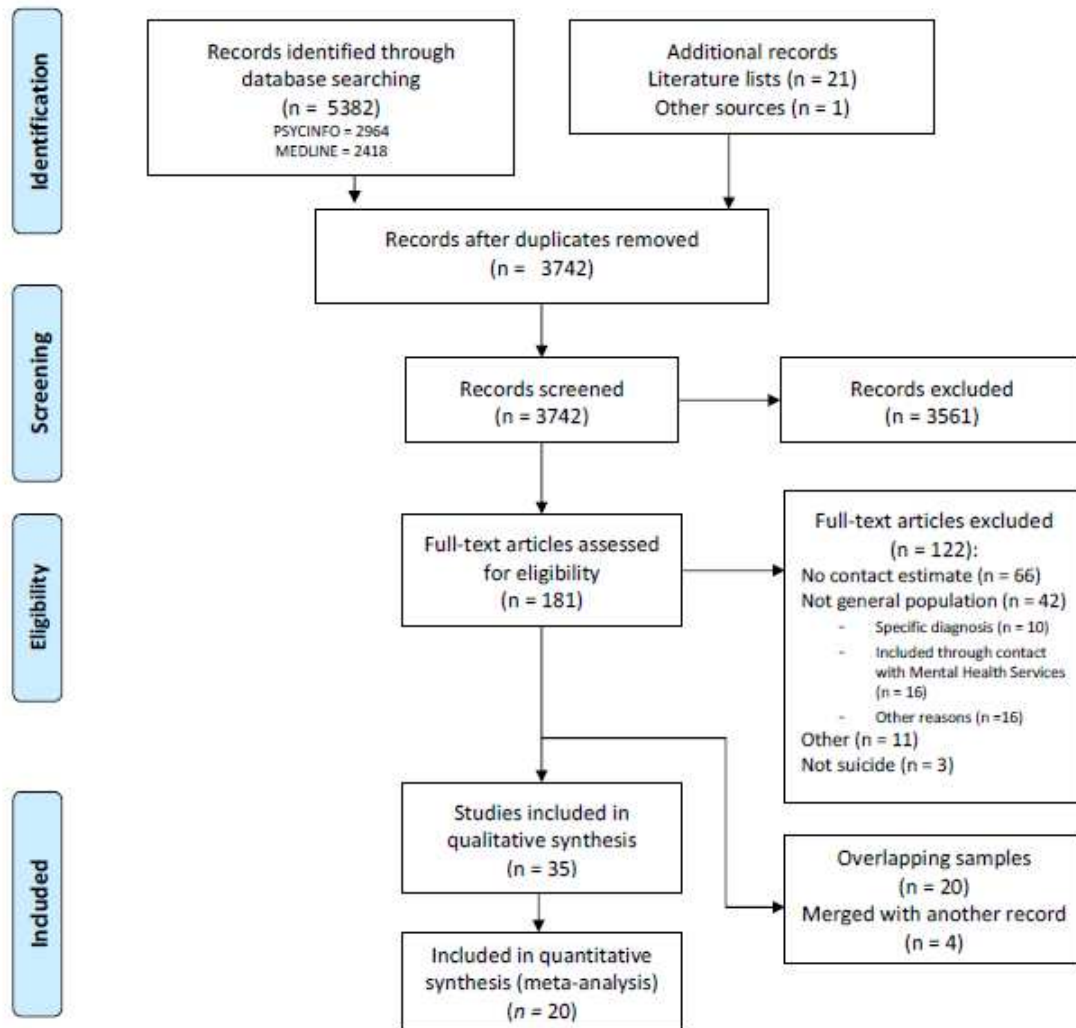 Identification
Records identified through
database searching
(n = 5382)
PSYCINFO = 2964
MEDLINE = 2418
Additional records
Literature lists (n = 21)
Other sources (n = 1)
Records after duplicates removed
(n = 3742)
Screening
Records screened
(n = 3742)
Records excluded
(n = 3561)
Eligibility
Full-text articles assessed
for eligibility
(n = 181)
Full-text articles excluded
(n = 122):
No contact estimate (n = 66)
Not general population (n = 42)
- Specific diagnosis (n = 10)
- Included through contact
with Mental Health Services
(n = 16)
- Other reasons (n =16)
Other (n = 11)
Not suicide (n = 3)
Included
Studies included in
qualitative synthesis
(n = 35)
Overlapping samples
(n = 20)
Merged with another record
(n = 4)
Included in quantitative
synthesis (meta-analysis)
(n = 20)